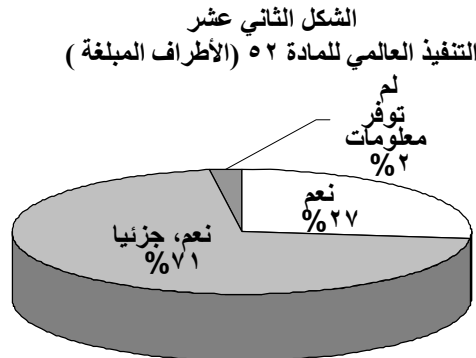 الشكل الثاني عشر
التنفيذ العالمي للمادة ٥٢ (الأطراف المبلغة )
لم
توفر
معلومات
%٢
نعم
%٢٧
نعم، جزئيا
%٧١